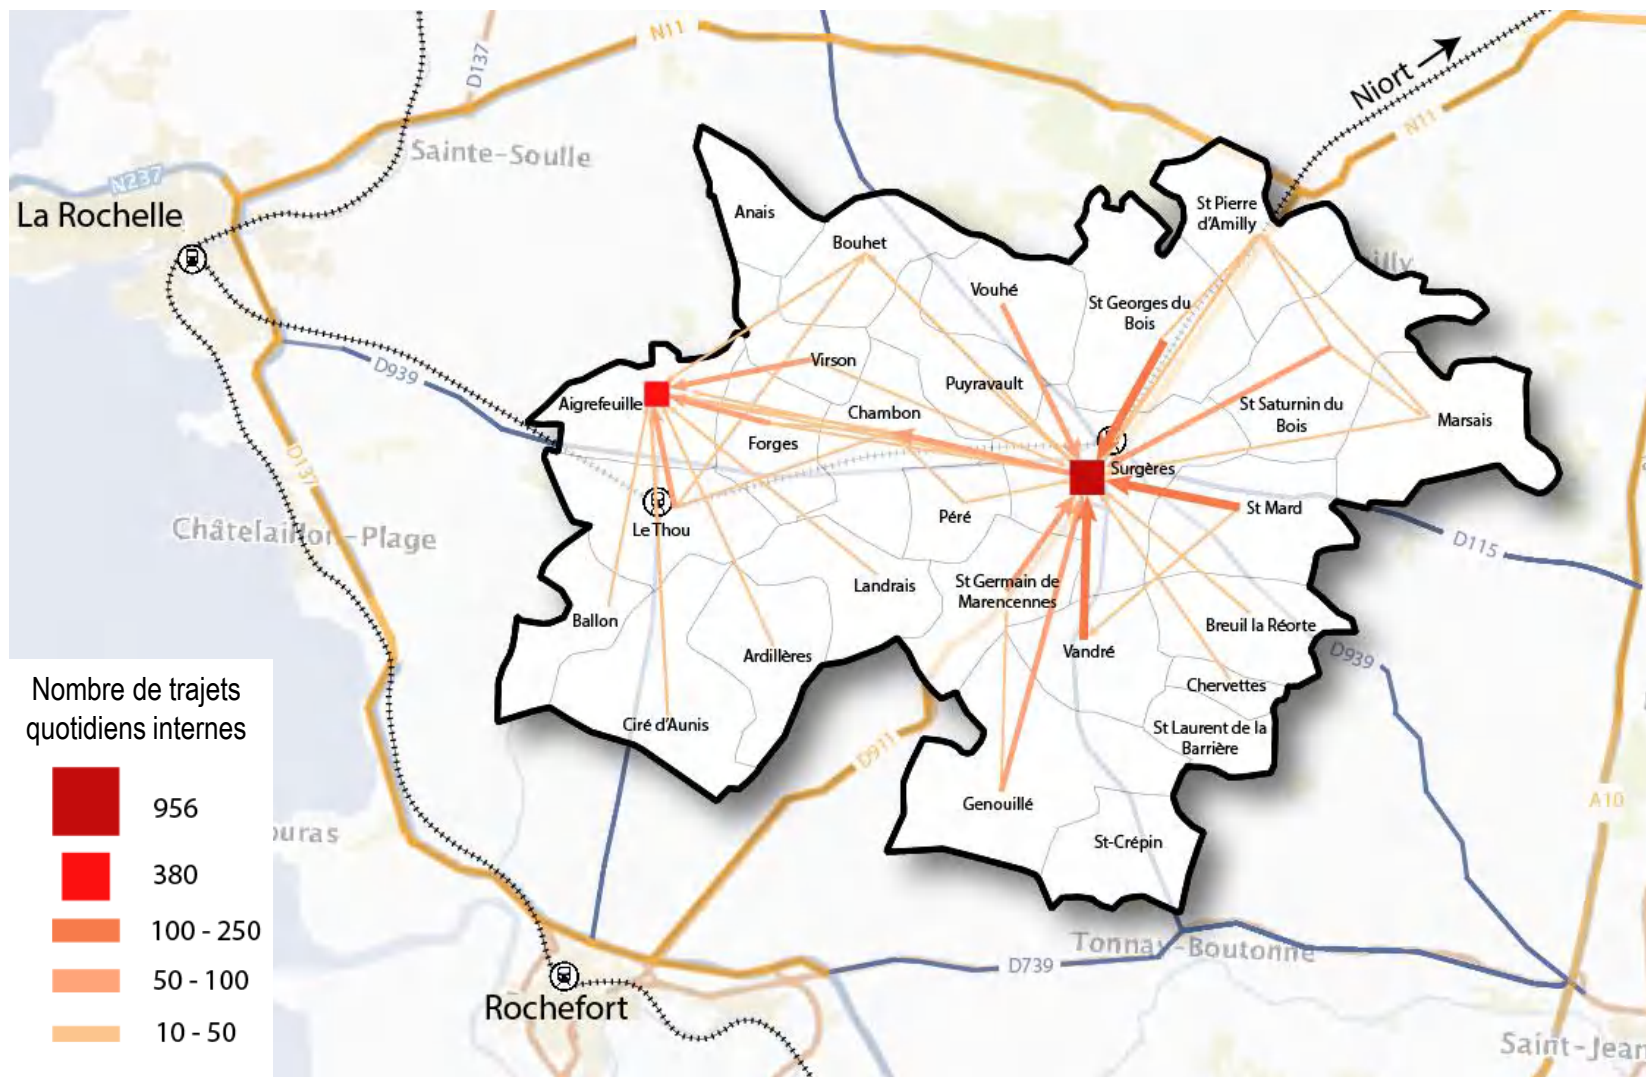 N11
D137
Niort
N11
Sainte-Soulle
N237
La Rochelle
St Pierre
d'Amilly
Anais
Bouhet
illy
Vouhé
St Georges du
Bois
D939
Virson
Puyravault
Aigrefeuille
Chambon
St Saturnin du
Bois
Marsais
Forges
D137
Surgères
Châtelaillon-Plage
Le Thou
Péré
St Mard
D115
St Germain de
Marencennes
Landrais
Ballon
Breuil la Réorte
Ardillères
Vandré
D939
Chervettes
Nombre de trajets
quotidiens internes
Ciré d'Aunis
St Laurent de la
Barrière
D911
956
Genouillé
A10
ouras
St-Crépin
380
100 - 250
Tonnay-Boutonne
D739
50 - 100
Rochefort
10 - 50
Saint-Jean